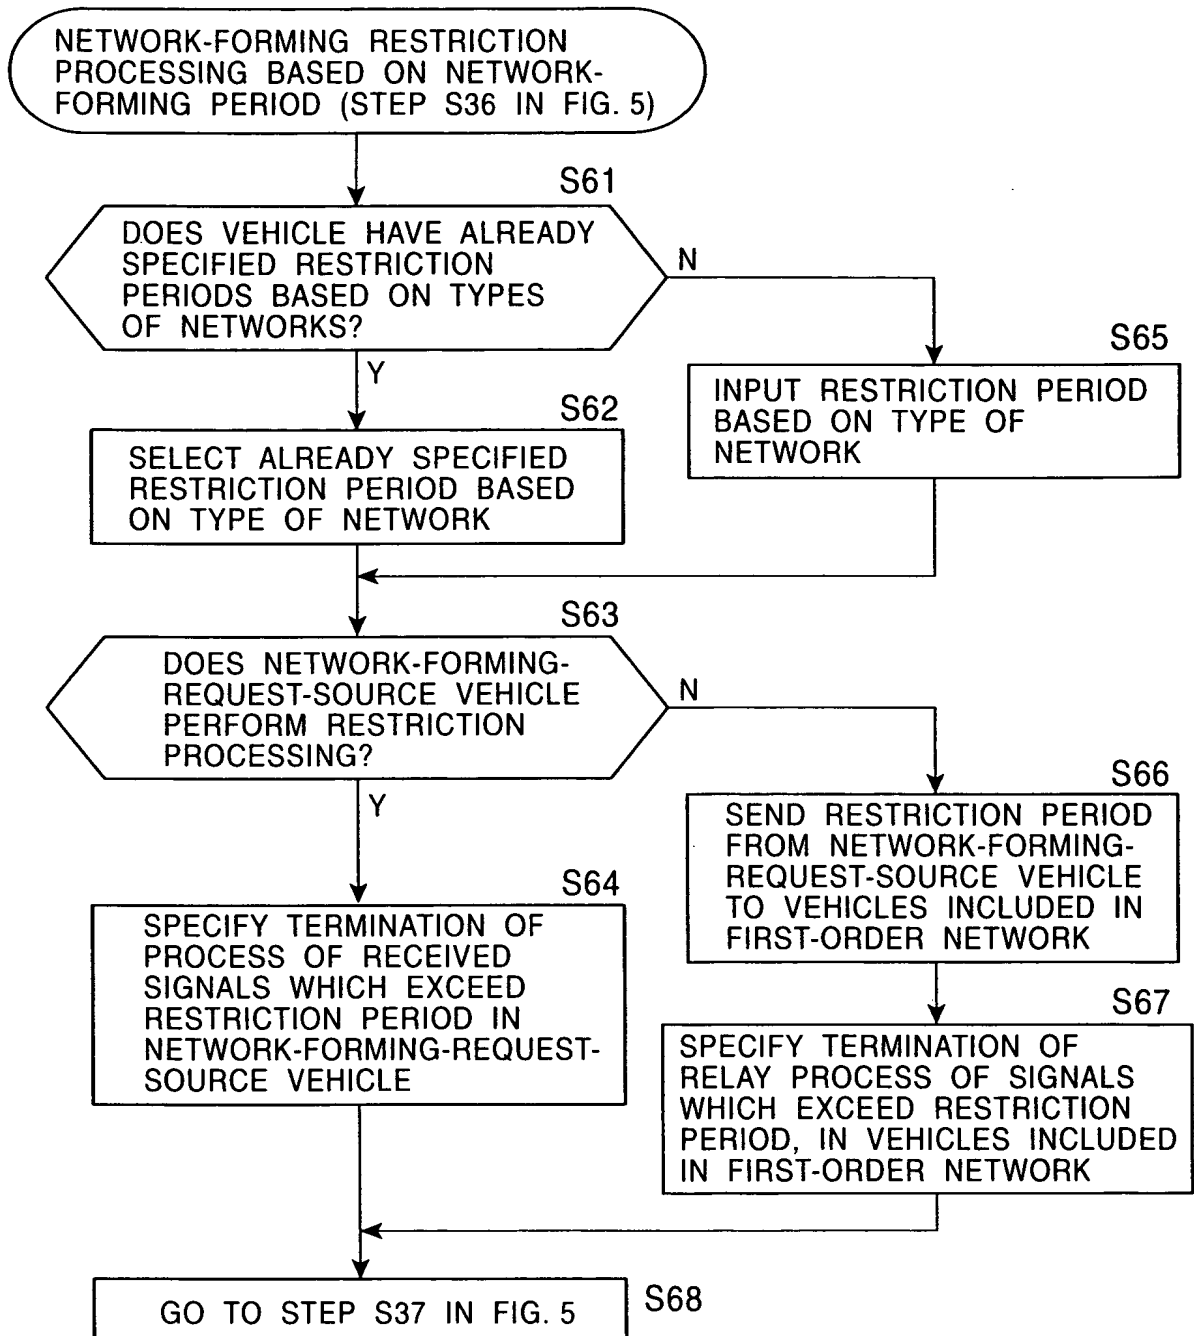 NETWORK-FORMING RESTRICTION
PROCESSING BASED ON NETWORK-
FORMING PERIOD (STEP S36 IN FIG. 5)
S61
DOES VEHICLE HAVE ALREADY
SPECIFIED RESTRICTION
PERIODS BASED ON TYPES
OF NETWORKS?
N
Y
S65
INPUT RESTRICTION PERIOD
BASED ON TYPE OF
NETWORK
S62
SELECT ALREADY SPECIFIED
RESTRICTION PERIOD BASED
ON TYPE OF NETWORK
S63
DOES NETWORK-FORMING-
REQUEST-SOURCE VEHICLE
PERFORM RESTRICTION
PROCESSING?
N
Y
S66
SEND RESTRICTION PERIOD
FROM NETWORK-FORMING-
REQUEST-SOURCE VEHICLE
TO VEHICLES INCLUDED IN
FIRST-ORDER NETWORK
S64
SPECIFY TERMINATION OF
PROCESS OF RECEIVED
SIGNALS WHICH EXCEED
RESTRICTION PERIOD IN
NETWORK-FORMING-REQUEST-
SOURCE VEHICLE
S67
SPECIFY TERMINATION OF
RELAY PROCESS OF SIGNALS
WHICH EXCEED RESTRICTION
PERIOD, IN VEHICLES INCLUDED
IN FIRST-ORDER NETWORK
GO TO STEP S37 IN FIG. 5
S68